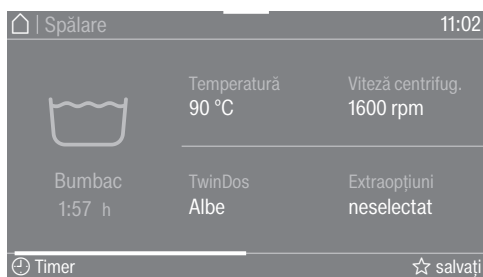 | Spălare 11:02
Temperatură
90 °C
Viteză centrifug.
1600 rpm
Bumbac
1:57 h
TwinDos
Albe
Extraopțiuni
neselectat
Timer
salvați